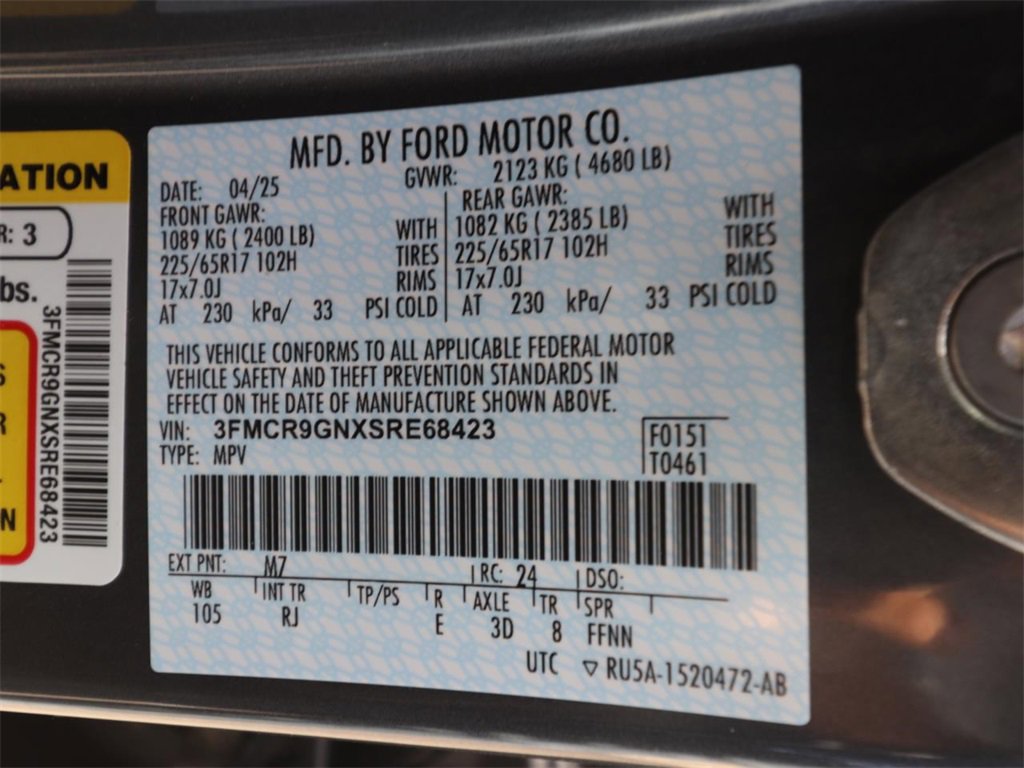 ATION
R: 3
bs.
3FMCR9GNXSRE68423
S
R
N
MFD. BY FORD MOTOR CO.
DATE: 04/25 GVWR: 2123 KG ( 4680 LB)
FRONT GAWR: REAR GAWR:
1089 KG ( 2400 LB) WITH 1082 KG ( 2385 LB) WITH
225/65R17 102H TIRES 225/65R17 102H TIRES
17x7.0J RIMS 17x7.0J RIMS
AT 230 kPa/ 33 PSI COLD AT 230 kPa/ 33 PSI COLD
THIS VEHICLE CONFORMS TO ALL APPLICABLE FEDERAL MOTOR
VEHICLE SAFETY AND THEFT PREVENTION STANDARDS IN
EFFECT ON THE DATE OF MANUFACTURE SHOWN ABOVE.
VIN: 3FMCR9GNXSRE68423 F0151
TYPE: MPV T0461
EXT PNT: M7 RC: 24 DSO:
WB INT TR TP/PS R AXLE TR SPR
105 RJ E 3D 8 FFNN
UTC ▽ RU5A-1520472-AB